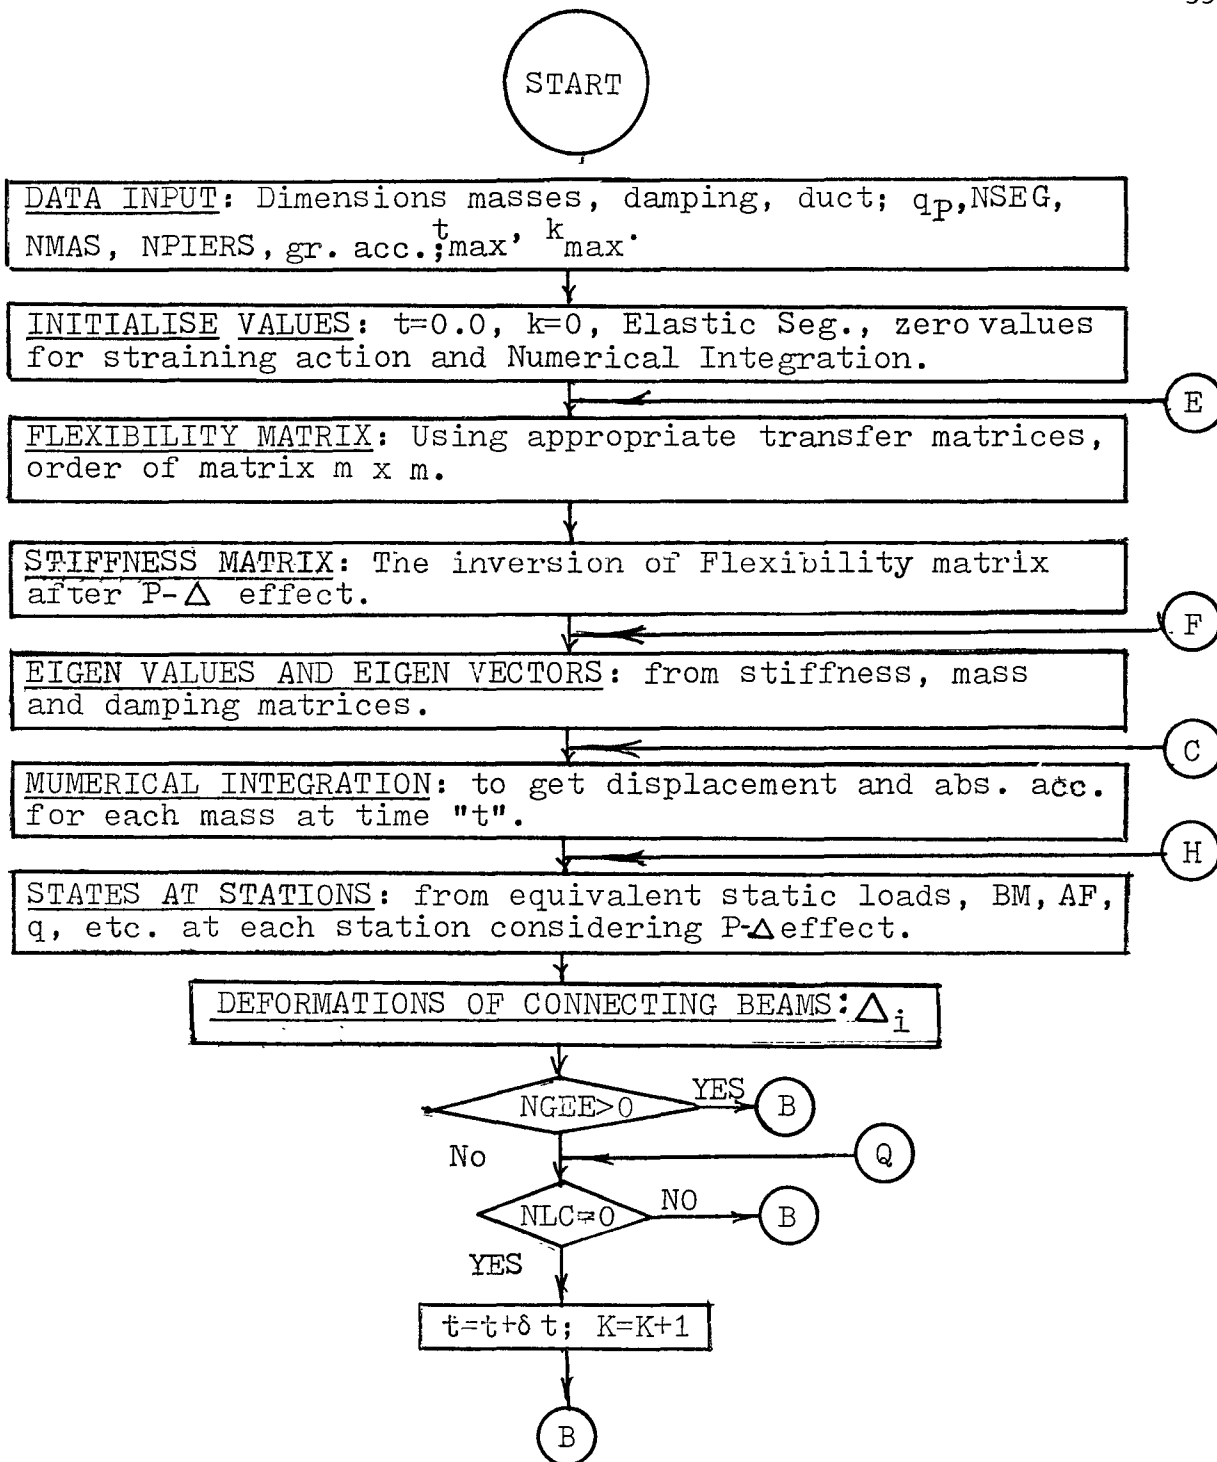 START
DATA INPUT: Dimensions masses, damping, duct; qP,NSEG,
NMAS, NPIERS, gr. acc.;tmax, kmax.
INITIALISE VALUES: t=0.0, k=0, Elastic Seg., zero values
for straining action and Numerical Integration.
E
FLEXIBILITY MATRIX: Using appropriate transfer matrices,
order of matrix m x m.
STIFFNESS MATRIX: The inversion of Flexibility matrix
after P-Δ effect.
F
EIGEN VALUES AND EIGEN VECTORS: from stiffness, mass
and damping matrices.
C
MUMERICAL INTEGRATION: to get displacement and abs. acc.
for each mass at time "t".
H
STATES AT STATIONS: from equivalent static loads, BM, AF,
q, etc. at each station considering P-Δ effect.
DEFORMATIONS OF CONNECTING BEAMS: Δi
NGEE>0 YES B
No Q
NLC=0 NO B
YES
t=t+δt; K=K+1
B